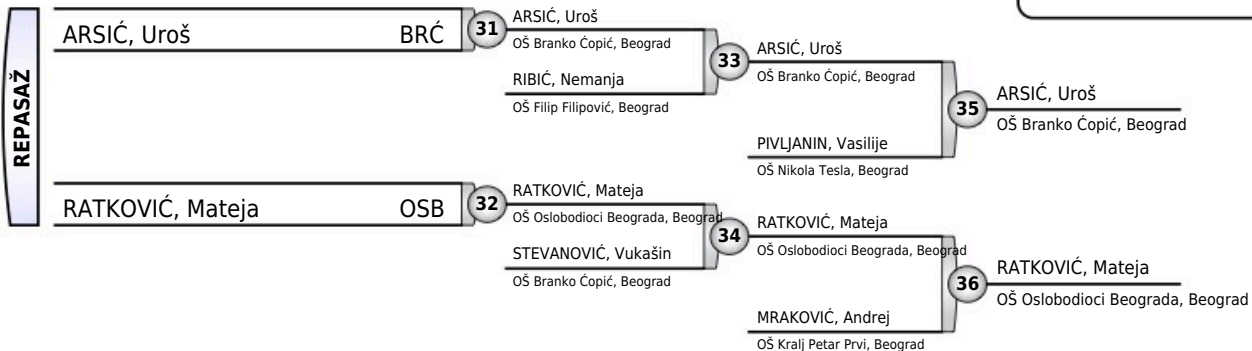 REPASAŽ
ARSIĆ, Uroš BRĆ
31
ARSIĆ, Uroš
OŠ Branko Ćopić, Beograd
RIBIĆ, Nemanja
OŠ Filip Filipović, Beograd
33
ARSIĆ, Uroš
OŠ Branko Ćopić, Beograd
PIVLJANIN, Vasilije
OŠ Nikola Tesla, Beograd
35
ARSIĆ, Uroš
OŠ Branko Ćopić, Beograd
RATKOVIĆ, Mateja OSB
32
RATKOVIĆ, Mateja
OŠ Oslobodioci Beograda, Beograd
STEVANOVIĆ, Vukašin
OŠ Branko Ćopić, Beograd
34
RATKOVIĆ, Mateja
OŠ Oslobodioci Beograda, Beograd
MRAKOVIĆ, Andrej
OŠ Kralj Petar Prvi, Beograd
36
RATKOVIĆ, Mateja
OŠ Oslobodioci Beograda, Beograd